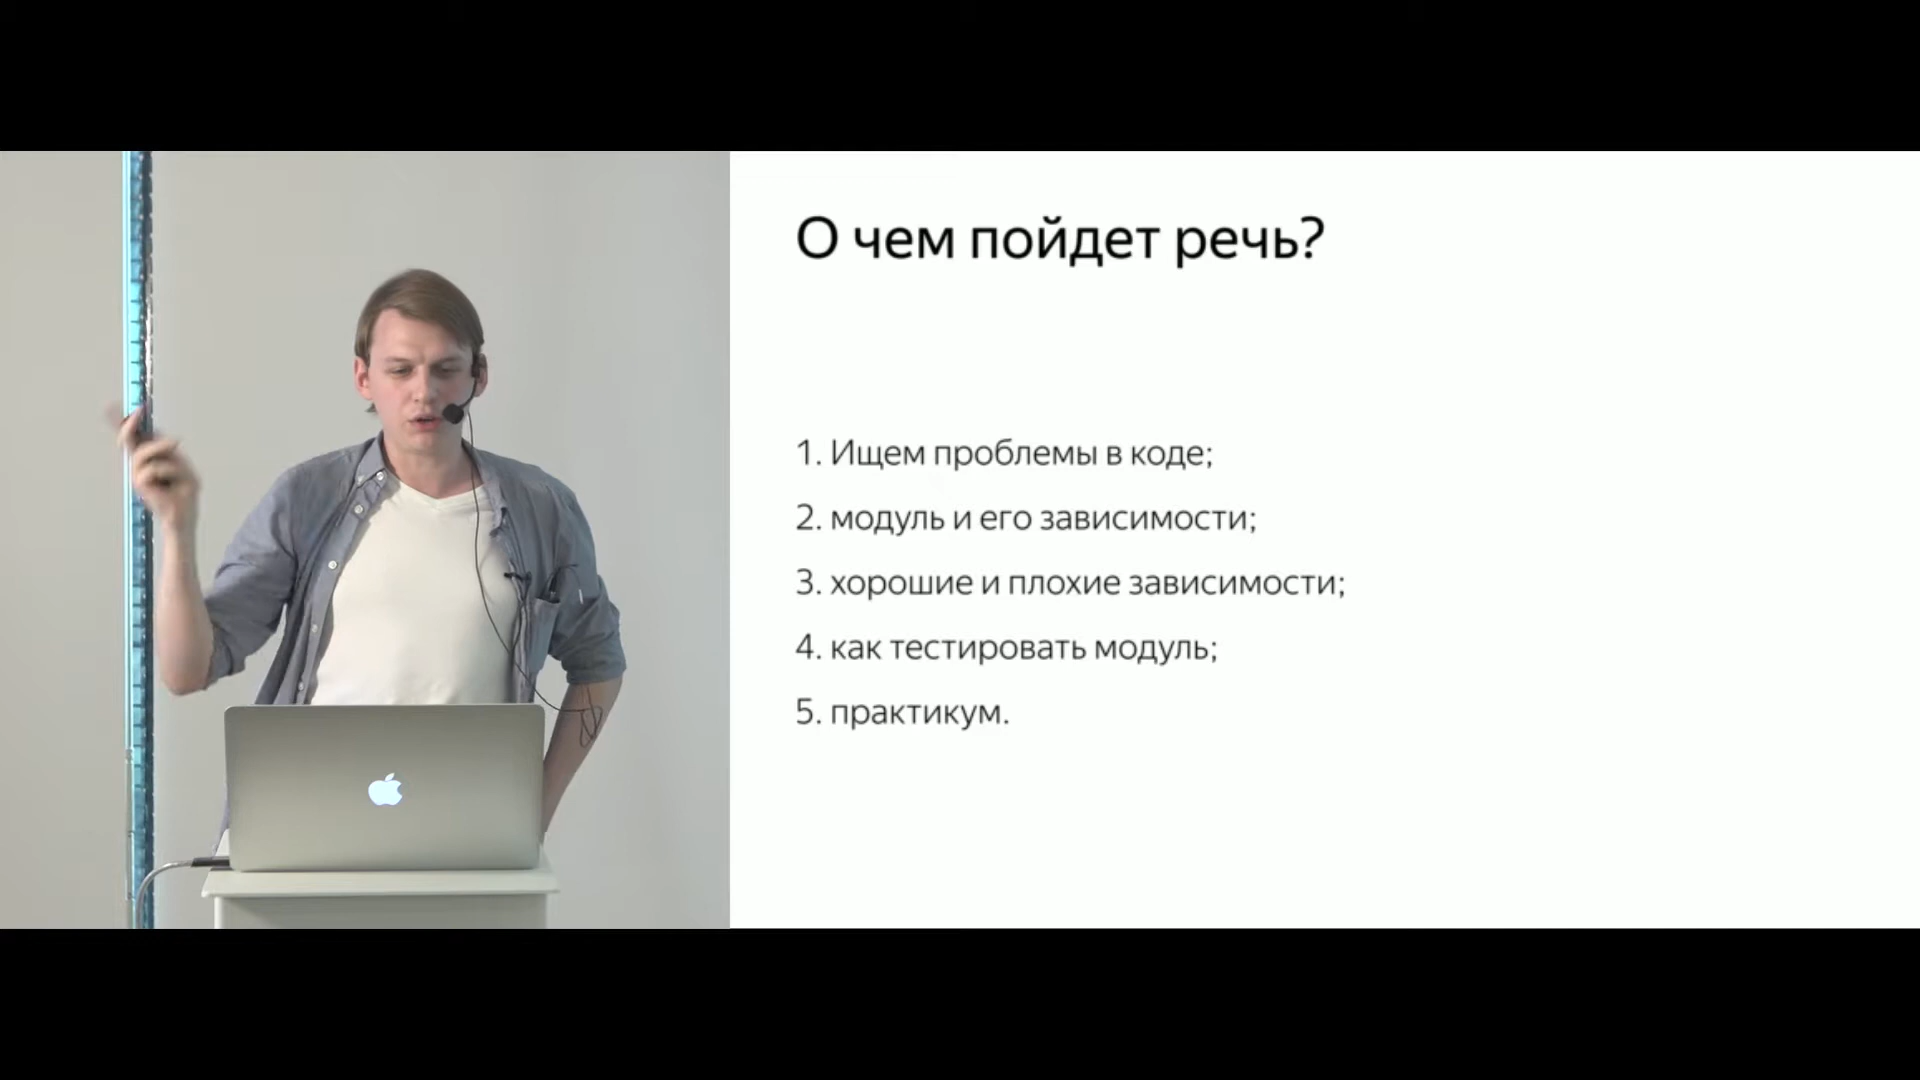 О чем пойдет речь?
1. Ищем проблемы в коде;
2. модуль и его зависимости;
3. хорошие и плохие зависимости;
4. как тестировать модуль;
5. практикум.